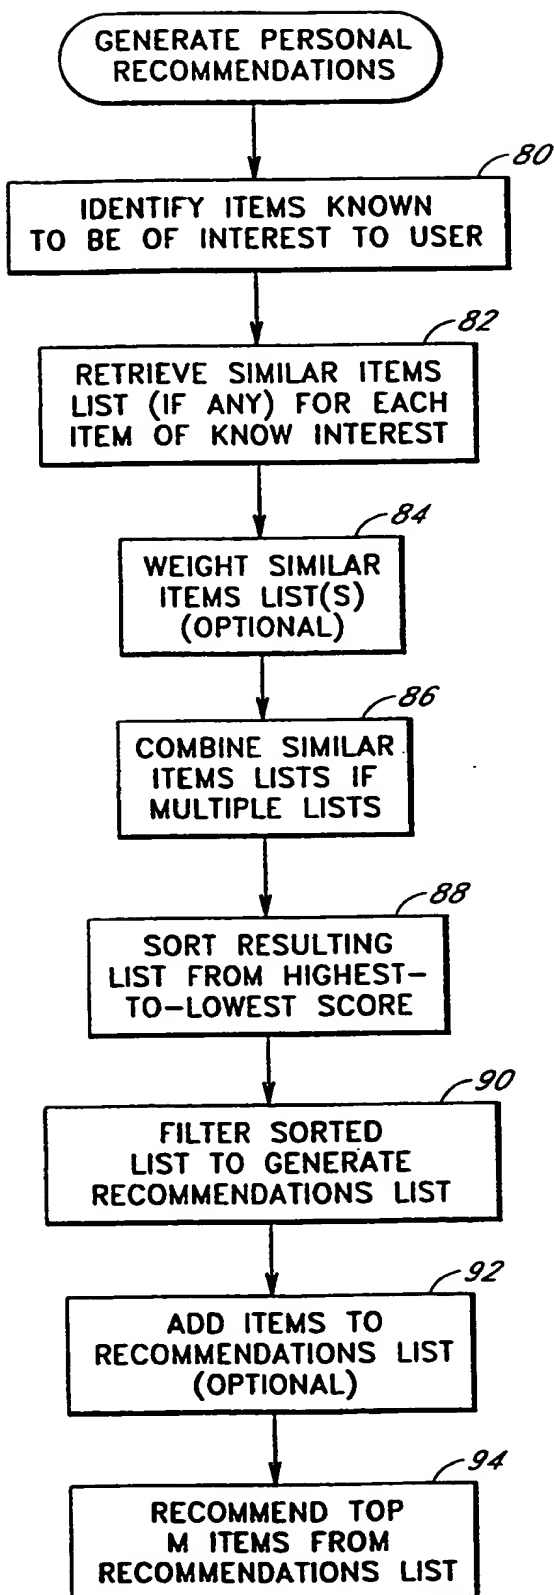 GENERATE PERSONAL
RECOMMENDATIONS
80
IDENTIFY ITEMS KNOWN
TO BE OF INTEREST TO USER
82
RETRIEVE SIMILAR ITEMS
LIST (IF ANY) FOR EACH
ITEM OF KNOW INTEREST
84
WEIGHT SIMILAR
ITEMS LIST(S)
(OPTIONAL)
86
COMBINE SIMILAR
ITEMS LISTS IF
MULTIPLE LISTS
88
SORT RESULTING
LIST FROM HIGHEST-
TO-LOWEST SCORE
90
FILTER SORTED
LIST TO GENERATE
RECOMMENDATIONS LIST
92
ADD ITEMS TO
RECOMMENDATIONS LIST
(OPTIONAL)
94
RECOMMEND TOP
M ITEMS FROM
RECOMMENDATIONS LIST